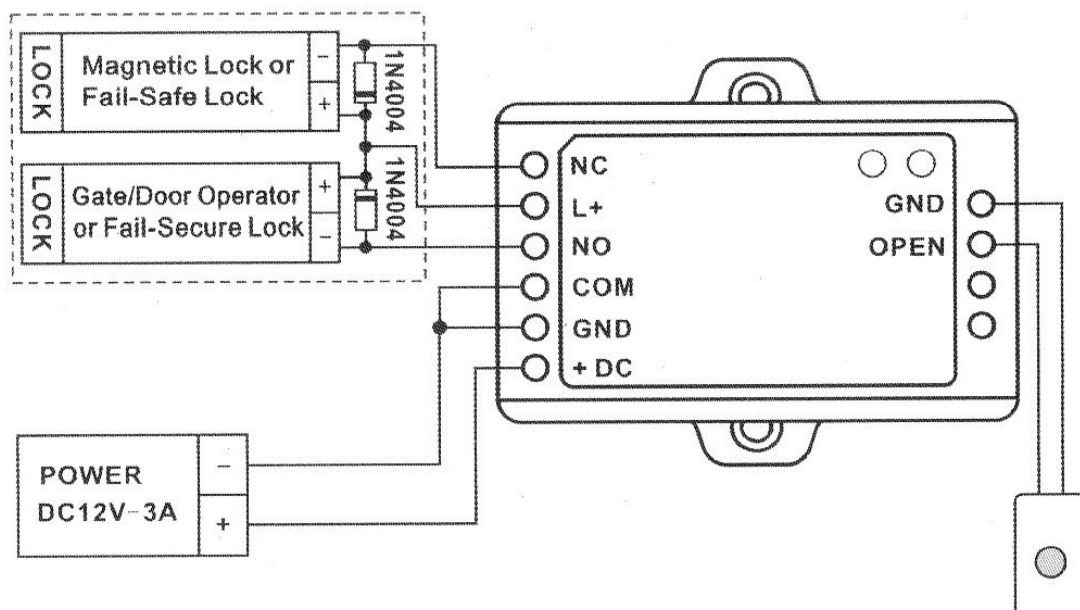 LOCK
Magnetic Lock or
Fail-Safe Lock
−
+
1N4004
LOCK
Gate/Door Operator
or Fail-Secure Lock
+
−
1N4004
NC
L+
NO
COM
GND
+ DC
GND
OPEN
POWER
DC12V-3A
−
+